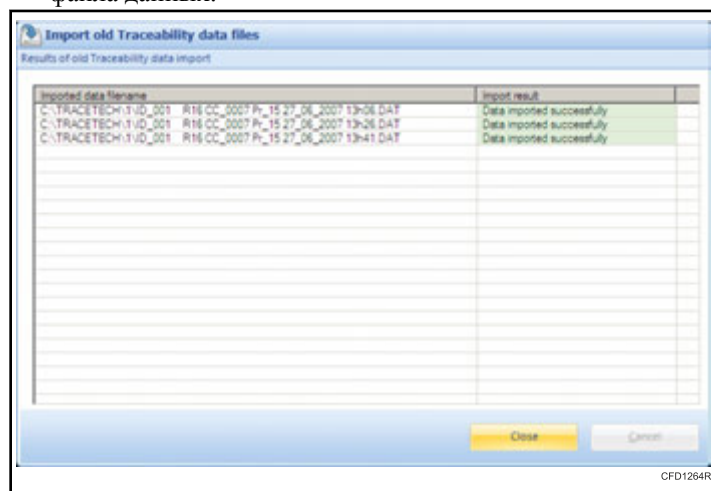 файла данных.
Import old Traceability data files
Results of old Traceability data import
Imported data filename Import result
C:\TRACETECH\1\ID_001 R16 CC_0007 Pr_15 27_06_2007 13h06.DAT Data imported successfully
C:\TRACETECH\1\ID_001 R16 CC_0007 Pr_15 27_06_2007 13h26.DAT Data imported successfully
C:\TRACETECH\1\ID_001 R16 CC_0007 Pr_15 27_06_2007 13h41.DAT Data imported successfully
Close Cancel
CFD1264R